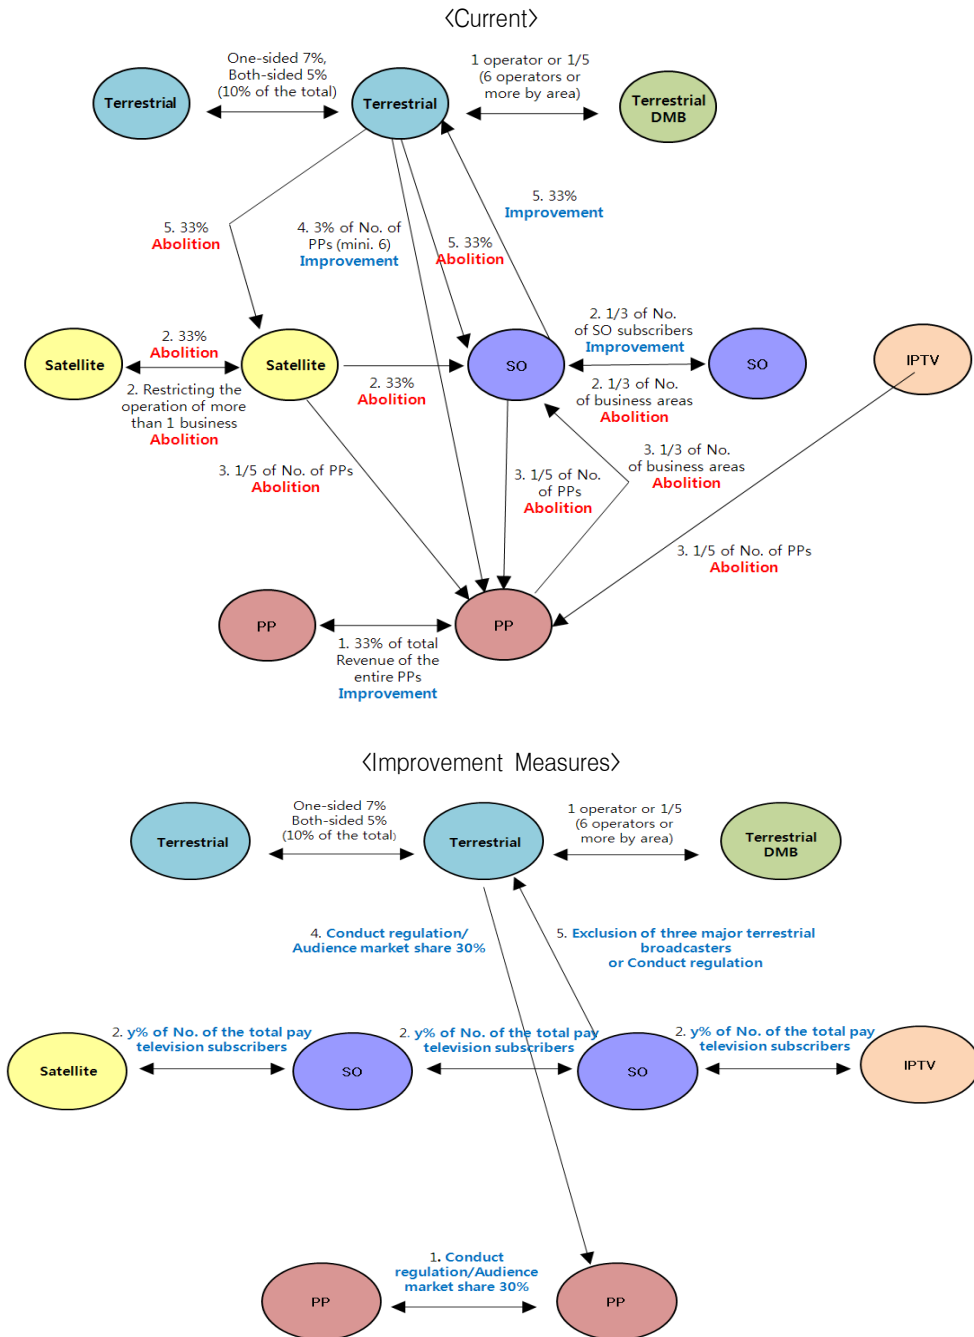 <Current>
One-sided 7%,
Both-sided 5%
(10% of the total)
1 operator or 1/5
(6 operators or
more by area)
Terrestrial
Terrestrial
Terrestrial
DMB
5. 33%
Improvement
5. 33%
Abolition
4. 3% of No. of
PPs (mini. 6)
Improvement
5. 33%
Abolition
2. 33%
Abolition
2. 1/3 of No.
of SO subscribers
Improvement
Satellite
Satellite
SO
SO
IPTV
2. Restricting the
operation of more
than 1 business
Abolition
2. 33%
Abolition
2. 1/3 of No.
of business areas
Abolition
3. 1/5 of No. of PPs
Abolition
3. 1/5 of No.
of PPs
Abolition
3. 1/3 of No.
of business areas
Abolition
3. 1/5 of No. of PPs
Abolition
PP
PP
1. 33% of total
Revenue of the
entire PPs
Improvement
<Improvement Measures>
One-sided 7%
Both-sided 5%
(10% of the total)
1 operator or 1/5
(6 operators or
more by area)
Terrestrial
Terrestrial
Terrestrial
DMB
4. Conduct regulation/
Audience market share 30%
5. Exclusion of three major terrestrial
broadcasters
or Conduct regulation
2. y% of No. of the total pay
television subscribers
2. y% of No. of the total pay
television subscribers
2. y% of No. of the total pay
television subscribers
Satellite
SO
SO
IPTV
1. Conduct
regulation/Audience
market share 30%
PP
PP